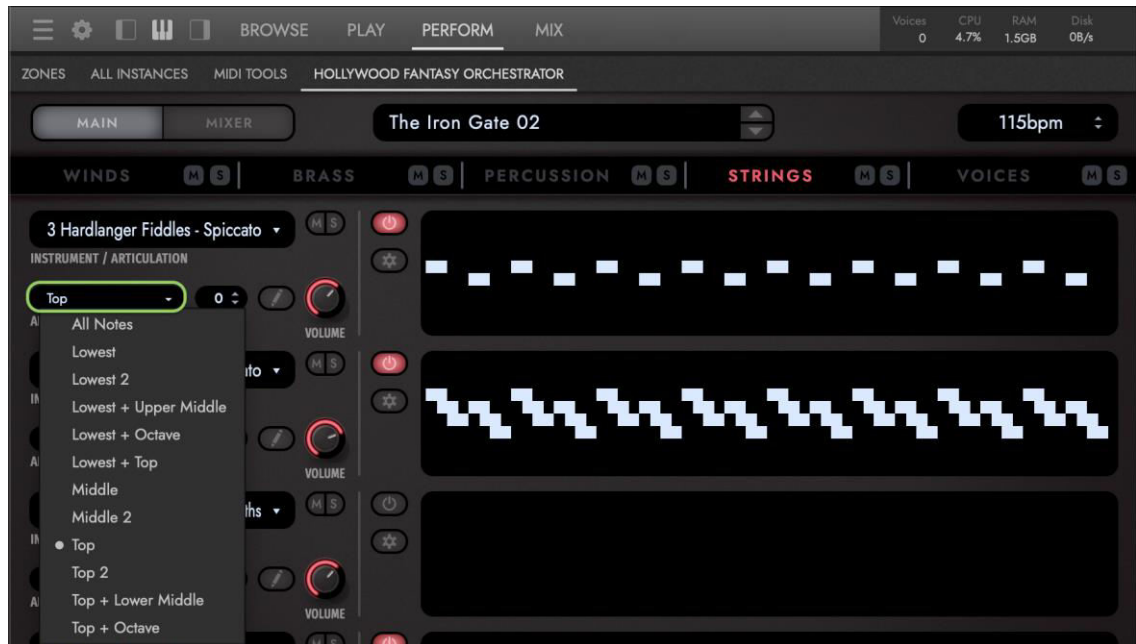 BROWSE PLAY PERFORM MIX Voices CPU RAM Disk
0 4.7% 1.5GB 0B/s
ZONES ALL INSTANCES MIDI TOOLS HOLLYWOOD FANTASY ORCHESTRATOR
MAIN MIXER The Iron Gate 02 115bpm
WINDS M S BRASS M S PERCUSSION M S STRINGS M S VOICES M S
3 Hardlanger Fiddles - Spiccato M S
INSTRUMENT / ARTICULATION
Top 0
VOLUME
All Notes
Lowest
Lowest 2
Lowest + Upper Middle
Lowest + Octave
Lowest + Top
Middle
Middle 2
Top
Top 2
Top + Lower Middle
Top + Octave
M S
VOLUME
M S
VOLUME
M S